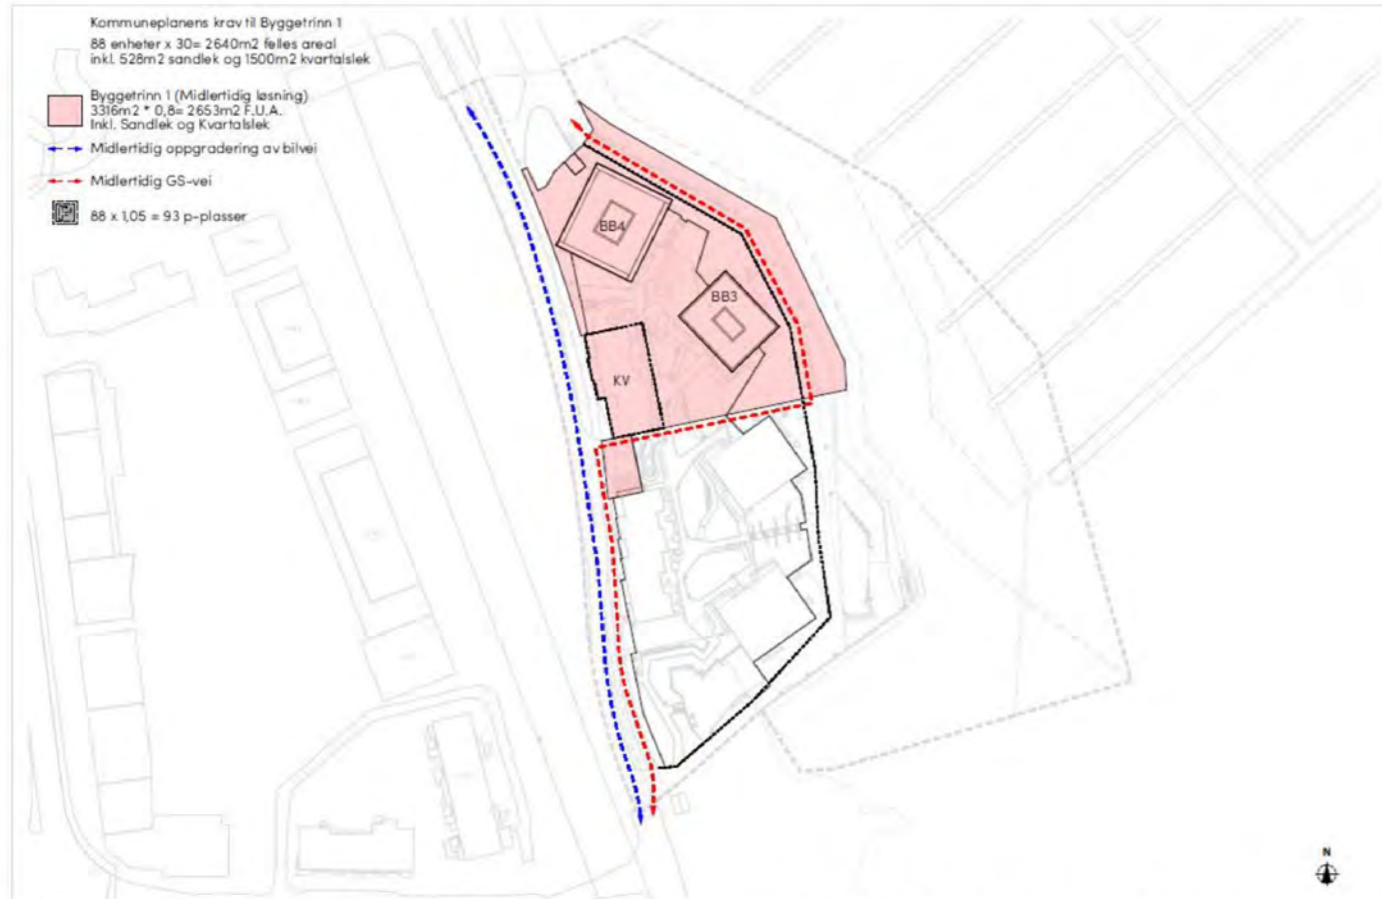 Kommuneplanens krav til Byggetrinn 1
88 enheter x 30= 2640m2 felles areal
inkl. 528m2 sandlek og 1500m2 kvartalslek
Byggetrinn 1 (Midlertidig løsning)
3316m2 * 0,8= 2653m2 F.U.A.
Inkl. Sandlek og Kvartalslek
Midlertidig oppgradering av bilvei
Midlertidig GS-vei
88 x 1,05 = 93 p-plasser
BB4
BB3
KV
N